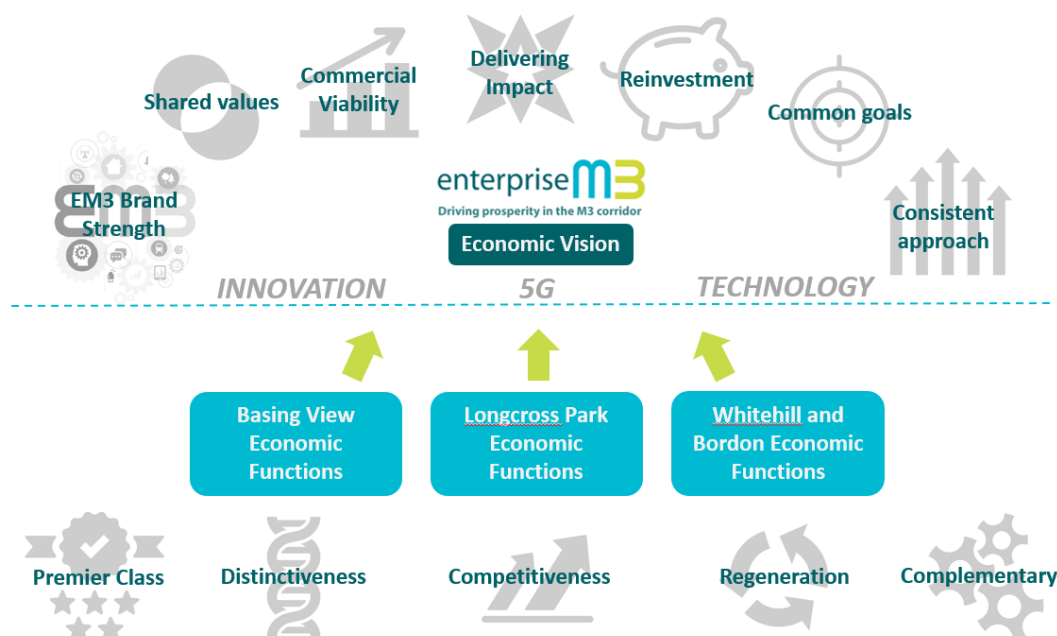 Shared values
Commercial
Viability
Delivering
Impact
Reinvestment
Common goals
EM3 Brand
Strength
enterprise M3
Driving prosperity in the M3 corridor
Economic Vision
Consistent
approach
INNOVATION
5G
TECHNOLOGY
Basing View
Economic
Functions
Longcross Park
Economic
Functions
Whitehill and
Bordon Economic
Functions
Premier Class
Distinctiveness
Competitiveness
Regeneration
Complementary